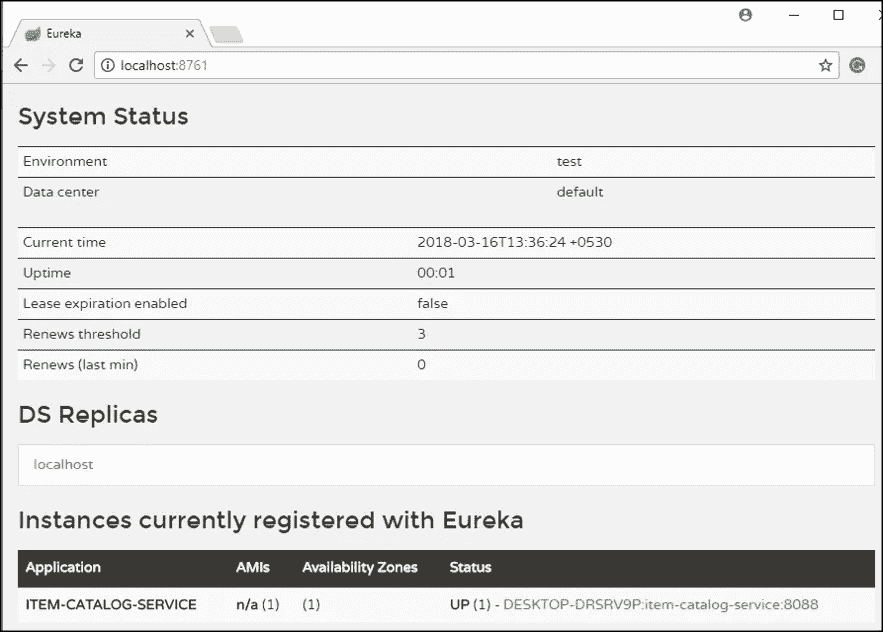 Eureka
localhost:8761
System Status
Environment test
Data center default
Current time 2018-03-16T13:36:24 +0530
Uptime 00:01
Lease expiration enabled false
Renews threshold 3
Renews (last min) 0
DS Replicas
localhost
Instances currently registered with Eureka
Application AMIs Availability Zones Status
ITEM-CATALOG-SERVICE n/a (1) (1) UP (1) - DESKTOP-DRSRV9P:item-catalog-service:8088